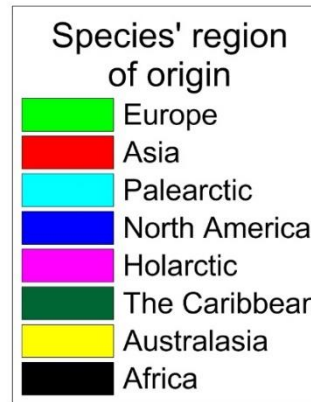 Species' region
of origin
Europe
Asia
Palearctic
North America
Holarctic
The Caribbean
Australasia
Africa